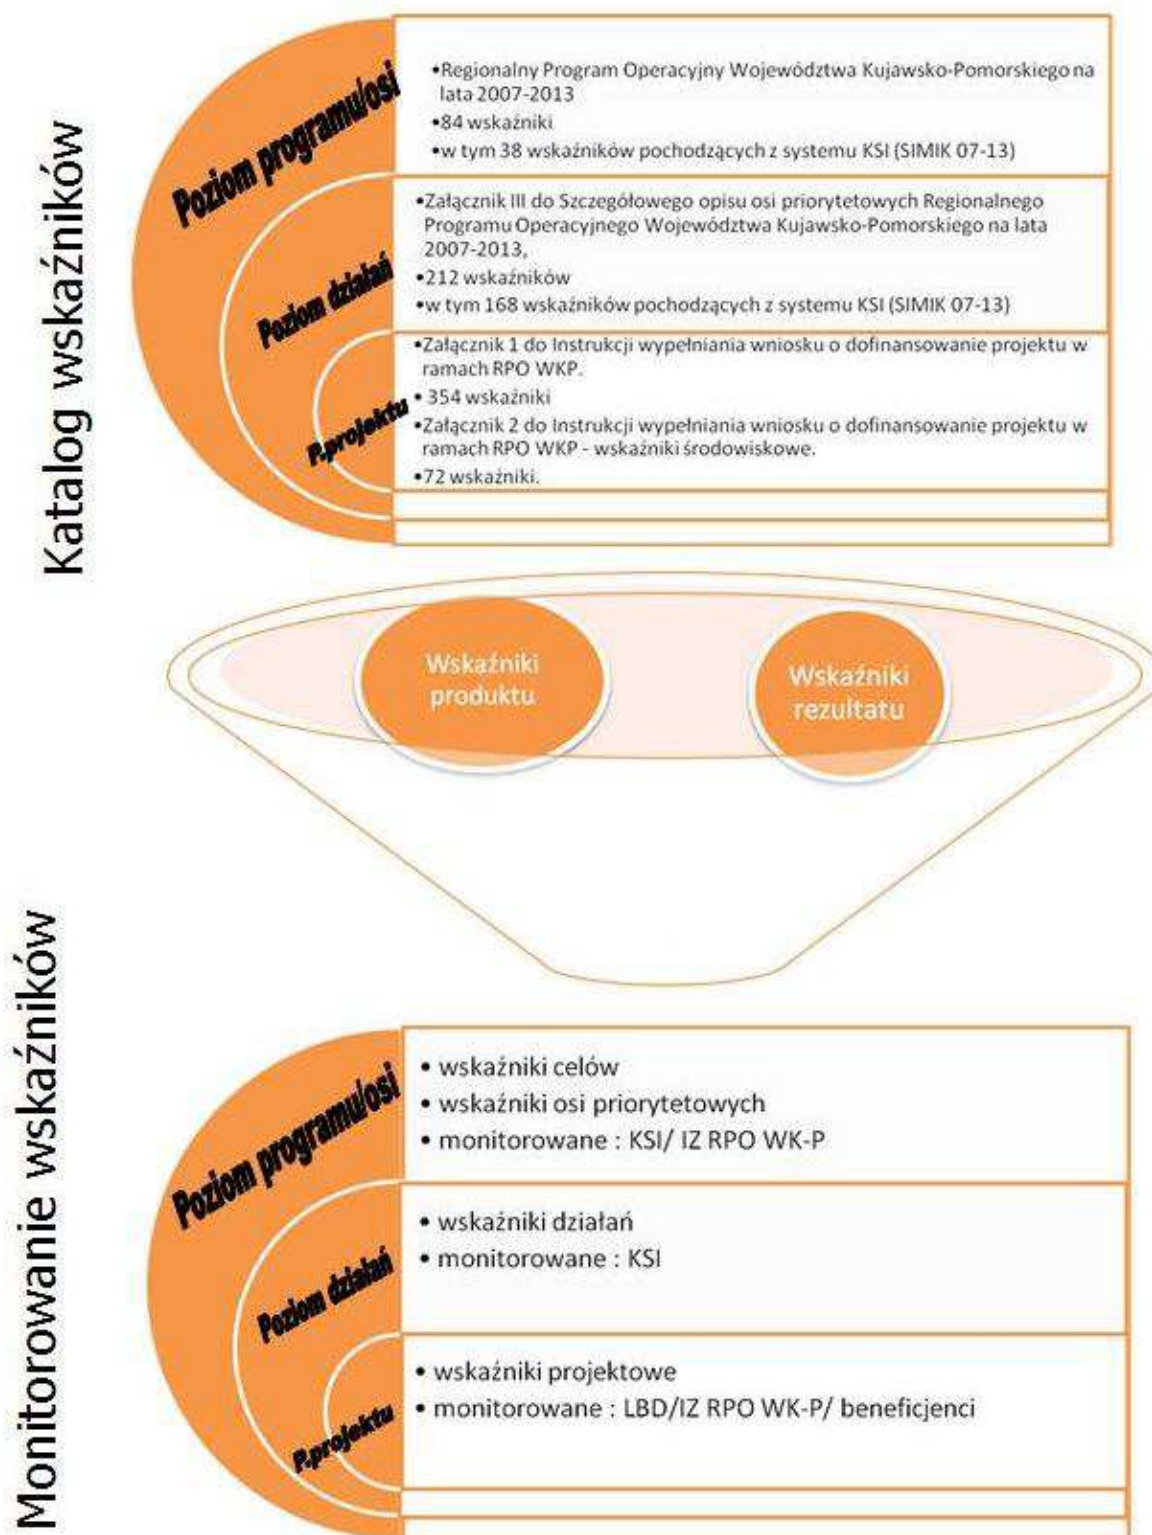 Katalog wskaźników
Poziom programu/osi
•Regionalny Program Operacyjny Województwa Kujawsko-Pomorskiego na
lata 2007-2013
•84 wskaźniki
•w tym 38 wskaźników pochodzących z systemu KSI (SIMIK 07-13)
Poziom działań
•Załącznik III do Szczegółowego opisu osi priorytetowych Regionalnego
Programu Operacyjnego Województwa Kujawsko-Pomorskiego na lata
2007-2013,
•212 wskaźników
•w tym 168 wskaźników pochodzących z systemu KSI (SIMIK 07-13)
P.projektu
•Załącznik 1 do Instrukcji wypełniania wniosku o dofinansowanie projektu w
ramach RPO WKP.
• 354 wskaźniki
•Załącznik 2 do Instrukcji wypełniania wniosku o dofinansowanie projektu w
ramach RPO WKP - wskaźniki środowiskowe.
•72 wskaźniki.
Wskaźniki
produktu
Wskaźniki
rezultatu
Monitorowanie wskaźników
Poziom programu/osi
• wskaźniki celów
• wskaźniki osi priorytetowych
• monitorowane : KSI/ IZ RPO WK-P
Poziom działań
• wskaźniki działań
• monitorowane : KSI
P.projektu
• wskaźniki projektowe
• monitorowane : LBD/IZ RPO WK-P/ beneficjenci